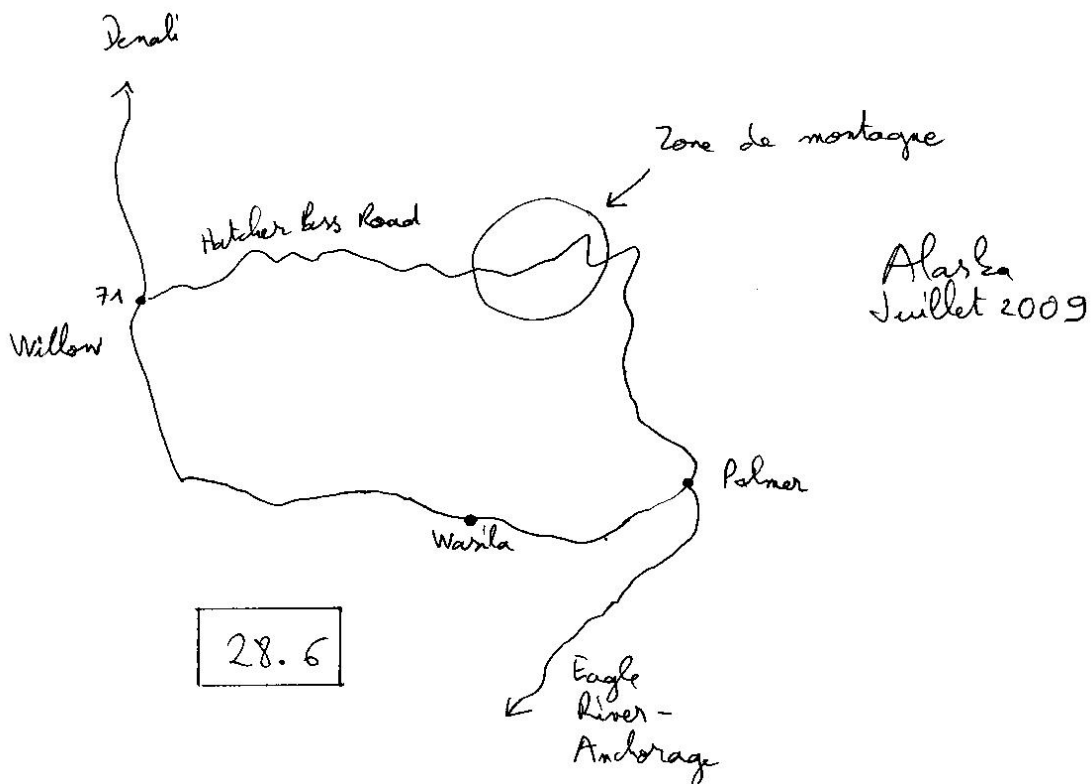 Denali
Zone de montagne
Hatcher Pass Road
Alaska
Juillet 2009
71
Willow
Palmer
Wasila
28.6
Eagle
River -
Anchorage